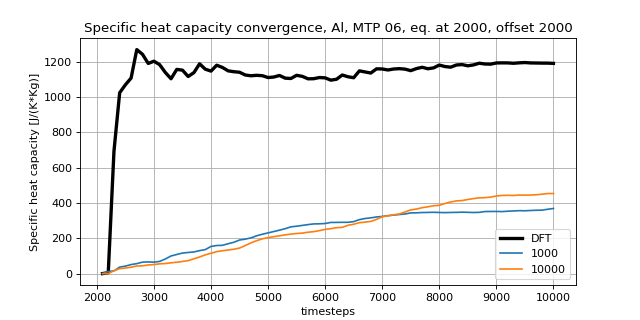 Specific heat capacity convergence, Al, MTP 06, eq. at 2000, offset 2000
Specific heat capacity [J/(K*Kg)]
1200
1000
800
600
400
200
0
DFT
1000
10000
2000 3000 4000 5000 6000 7000 8000 9000 10000
timesteps